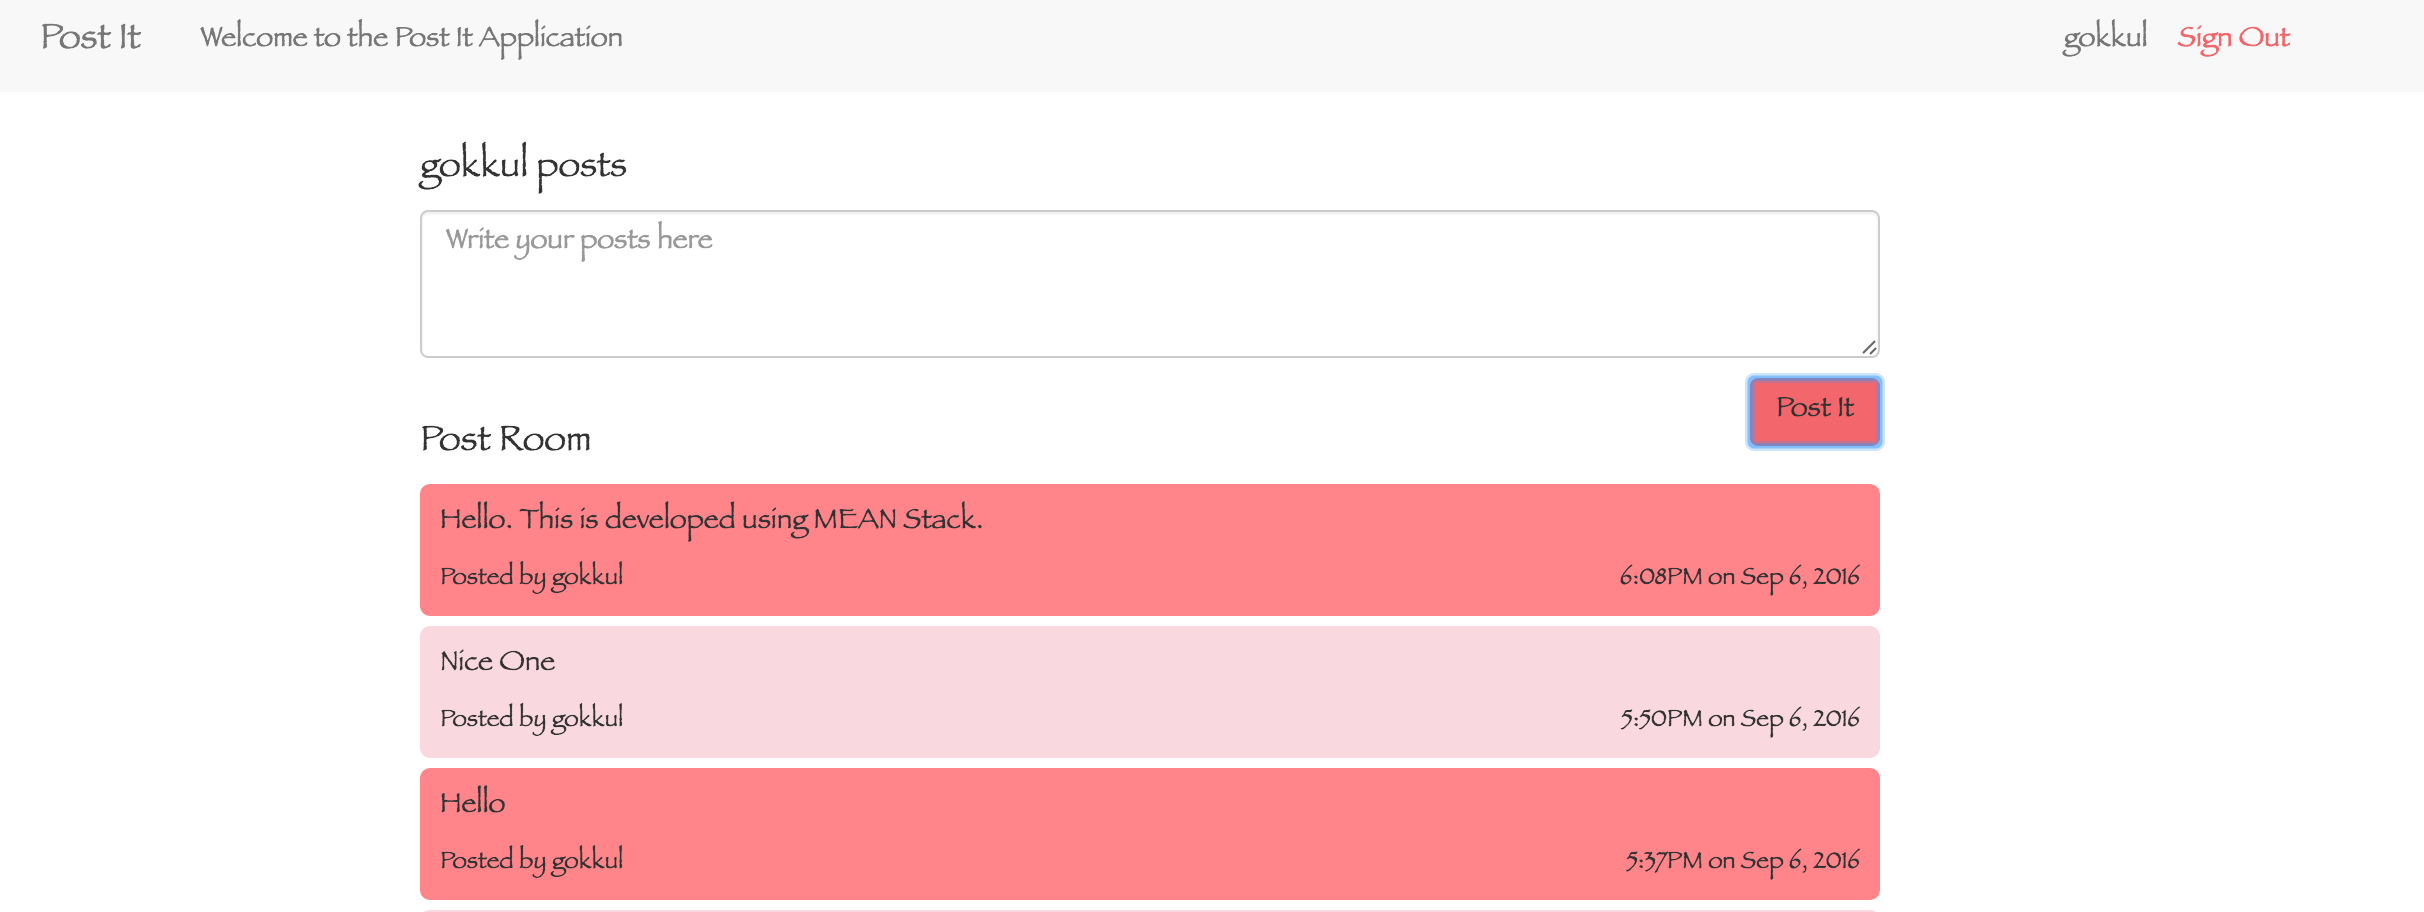 Post It Welcome to the Post It Application gokkul Sign Out
gokkul posts
Write your posts here
Post It
Post Room
Hello. This is developed using MEAN Stack.
Posted by gokkul 6:08PM on Sep 6, 2016
Nice One
Posted by gokkul 5:50PM on Sep 6, 2016
Hello
Posted by gokkul 5:37PM on Sep 6, 2016